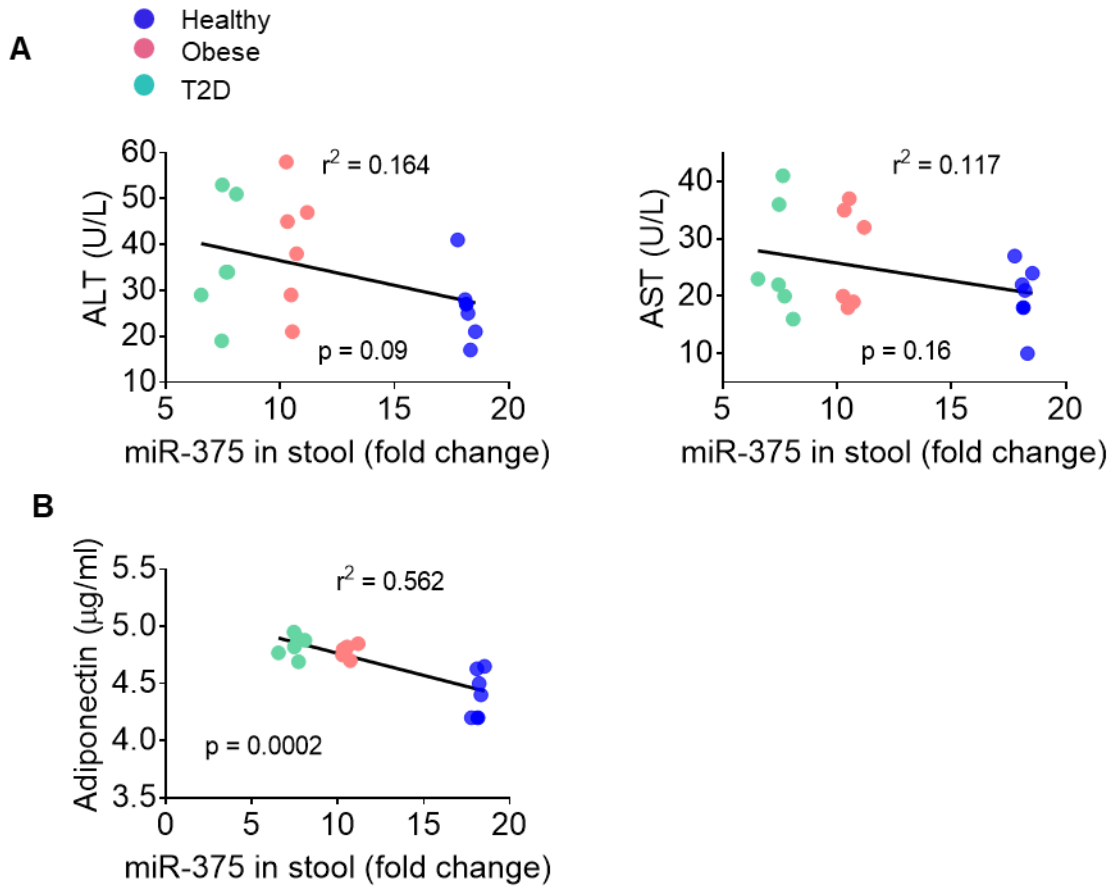 A
Healthy
Obese
T2D
60
50
40
30
20
10
ALT (U/L)
r² = 0.164
p = 0.09
5
10
15
20
miR-375 in stool (fold change)
40
30
20
10
AST (U/L)
r² = 0.117
p = 0.16
5
10
15
20
miR-375 in stool (fold change)
B
5.5
5.0
4.5
4.0
3.5
Adiponectin (μg/ml)
r² = 0.562
p = 0.0002
0
5
10
15
20
miR-375 in stool (fold change)